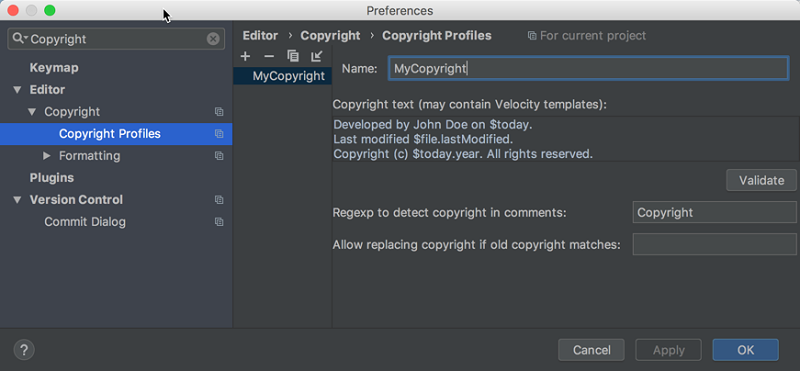 Preferences
Copyright
Keymap
Editor
Copyright
Copyright Profiles
Formatting
Plugins
Version Control
Commit Dialog
Editor › Copyright › Copyright Profiles For current project
MyCopyright
Name: MyCopyright
Copyright text (may contain Velocity templates):
Developed by John Doe on $today.
Last modified $file.lastModified.
Copyright (c) $today.year. All rights reserved.
Validate
Regexp to detect copyright in comments: Copyright
Allow replacing copyright if old copyright matches:
? Cancel Apply OK